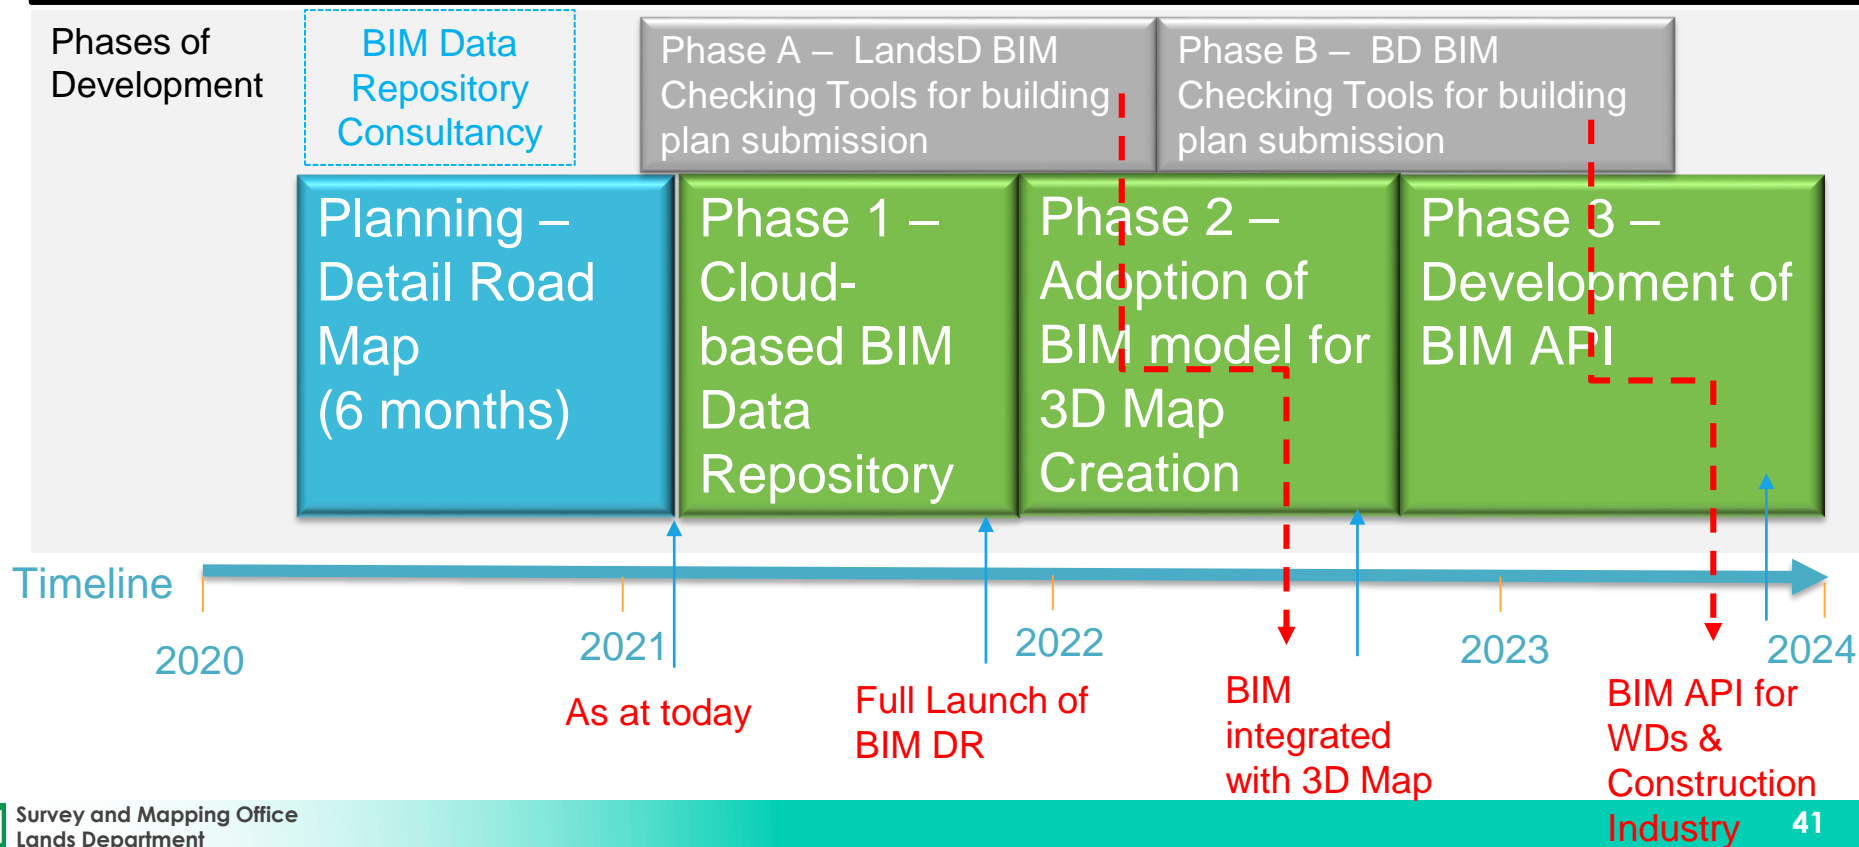 Phases of
Development
BIM Data
Repository
Consultancy
Phase A – LandsD BIM
Checking Tools for building
plan submission
Phase B – BD BIM
Checking Tools for building
plan submission
Planning –
Detail Road
Map
(6 months)
Phase 1 –
Cloud-
based BIM
Data
Repository
Phase 2 –
Adoption of
BIM model for
3D Map
Creation
Phase 3 –
Development of
BIM API
Timeline
2020
2021
2022
2023
2024
As at today
Full Launch of
BIM DR
BIM
integrated
with 3D Map
BIM API for
WDs &
Construction
Industry
Survey and Mapping Office
Lands Department
41